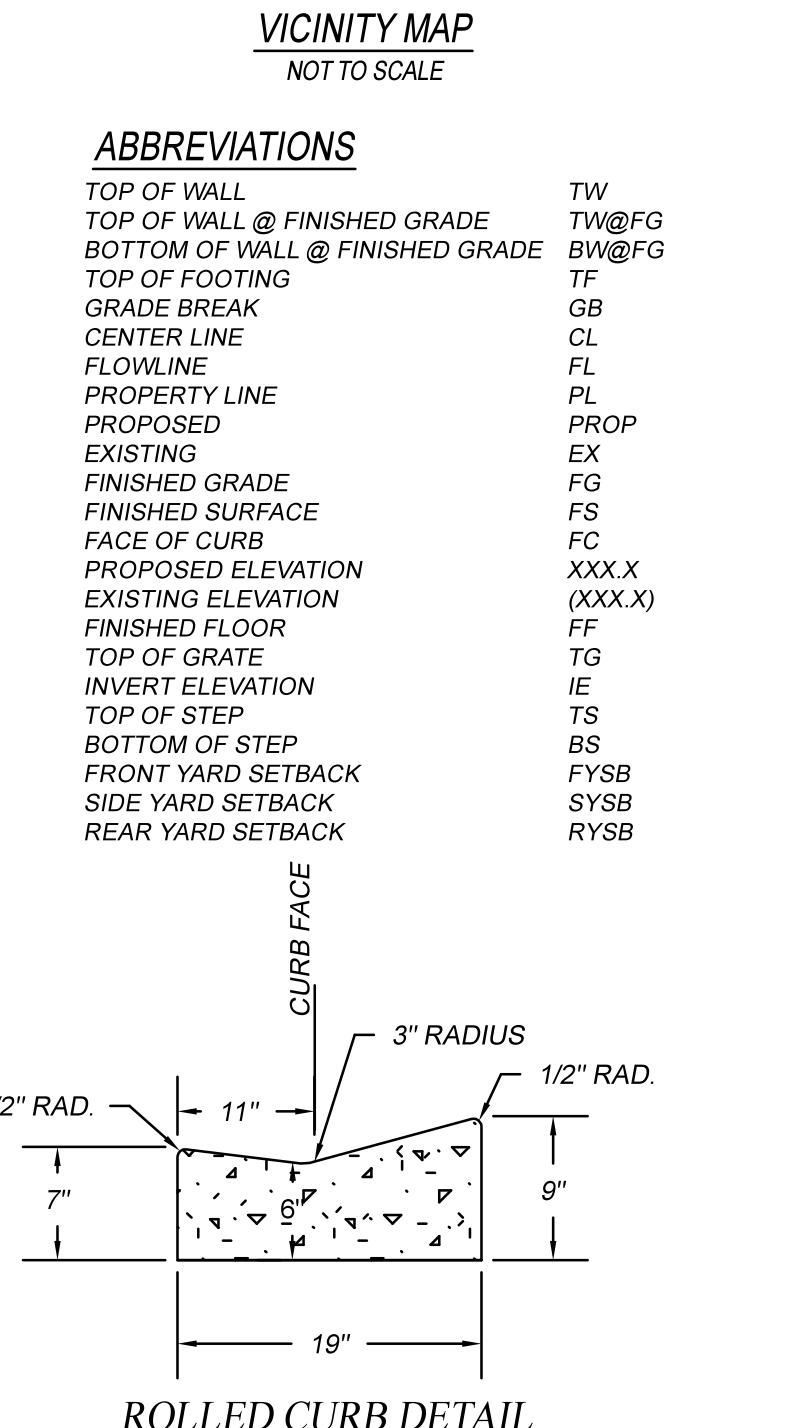 VICINITY MAP
NOT TO SCALE
ABBREVIATIONS
TOP OF WALL TW
TOP OF WALL @ FINISHED GRADE TW@FG
BOTTOM OF WALL @ FINISHED GRADE BW@FG
TOP OF FOOTING TF
GRADE BREAK GB
CENTER LINE CL
FLOWLINE FL
PROPERTY LINE PL
PROPOSED PROP
EXISTING EX
FINISHED GRADE FG
FINISHED SURFACE FS
FACE OF CURB FC
PROPOSED ELEVATION XXX.X
EXISTING ELEVATION (XXX.X)
FINISHED FLOOR FF
TOP OF GRATE TG
INVERT ELEVATION IE
TOP OF STEP TS
BOTTOM OF STEP BS
FRONT YARD SETBACK FYSB
SIDE YARD SETBACK SYSB
REAR YARD SETBACK RYSB
CURB FACE
3" RADIUS
1/2" RAD.
/2" RAD.
11"
7"
6"
9"
19"
ROLLED CURB DETAIL